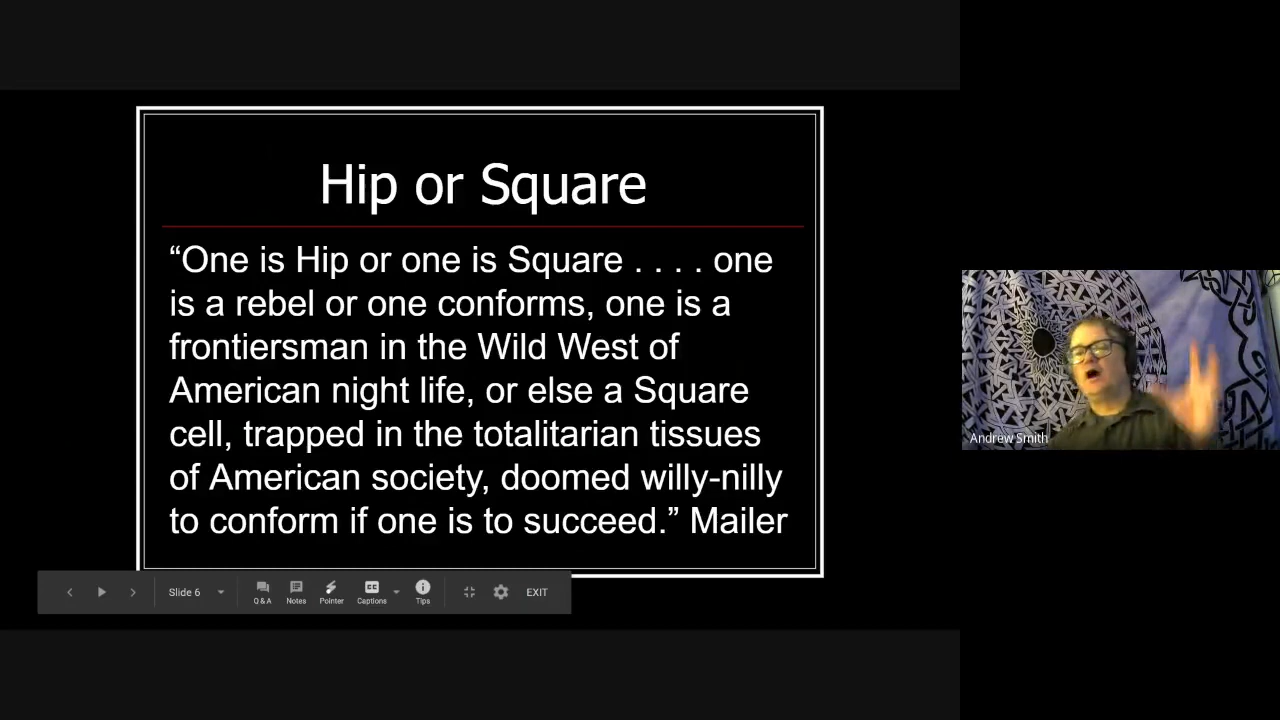 Hip or Square
“One is Hip or one is Square . . . . one
is a rebel or one conforms, one is a
frontiersman in the Wild West of
American night life, or else a Square
cell, trapped in the totalitarian tissues
of American society, doomed willy-nilly
to conform if one is to succeed.” Mailer
Andrew Smith
Slide 6
Q & A
Notes
Pointer
Captions
Tips
EXIT